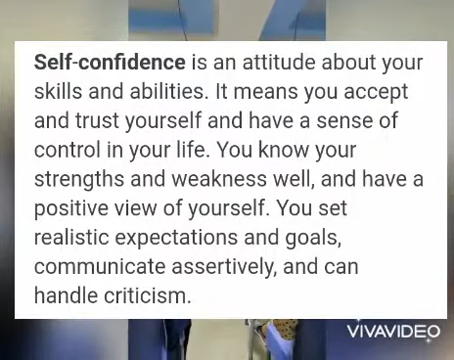 Self-confidence is an attitude about your
skills and abilities. It means you accept
and trust yourself and have a sense of
control in your life. You know your
strengths and weakness well, and have a
positive view of yourself. You set
realistic expectations and goals,
communicate assertively, and can
handle criticism.
VIVAVIDEO